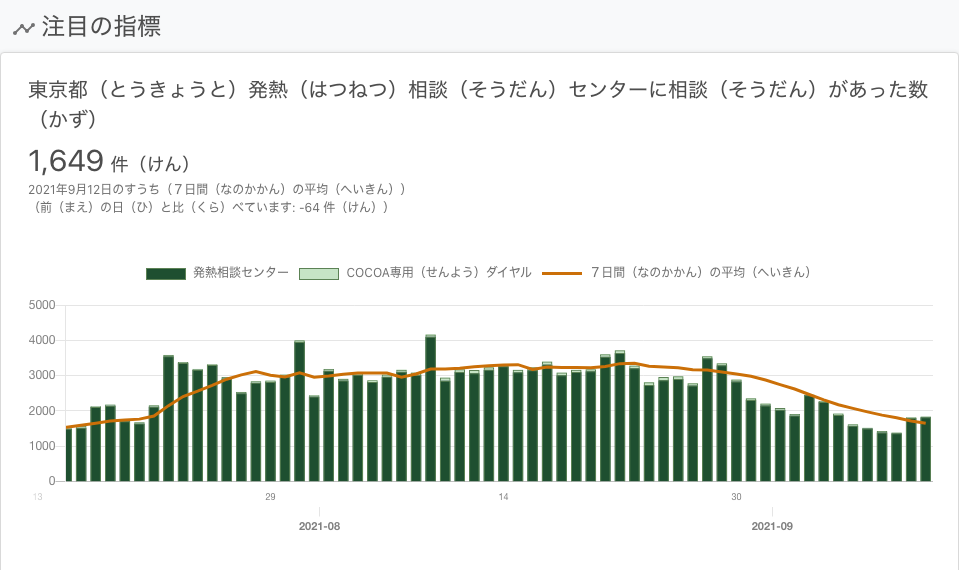 注目の指標
東京都（とうきょうと）発熱（はつねつ）相談（そうだん）センターに相談（そうだん）があった数
（かず）
1,649 件（けん）
2021年9月12日のすうち（７日間（なのかかん）の平均（へいきん））
（前（まえ）の日（ひ）と比（くら）べています: -64 件（けん））
発熱相談センター COCOA専用（せんよう）ダイヤル ７日間（なのかかん）の平均（へいきん）
5000
4000
3000
2000
1000
0
13 29 14 30
2021-08 2021-09